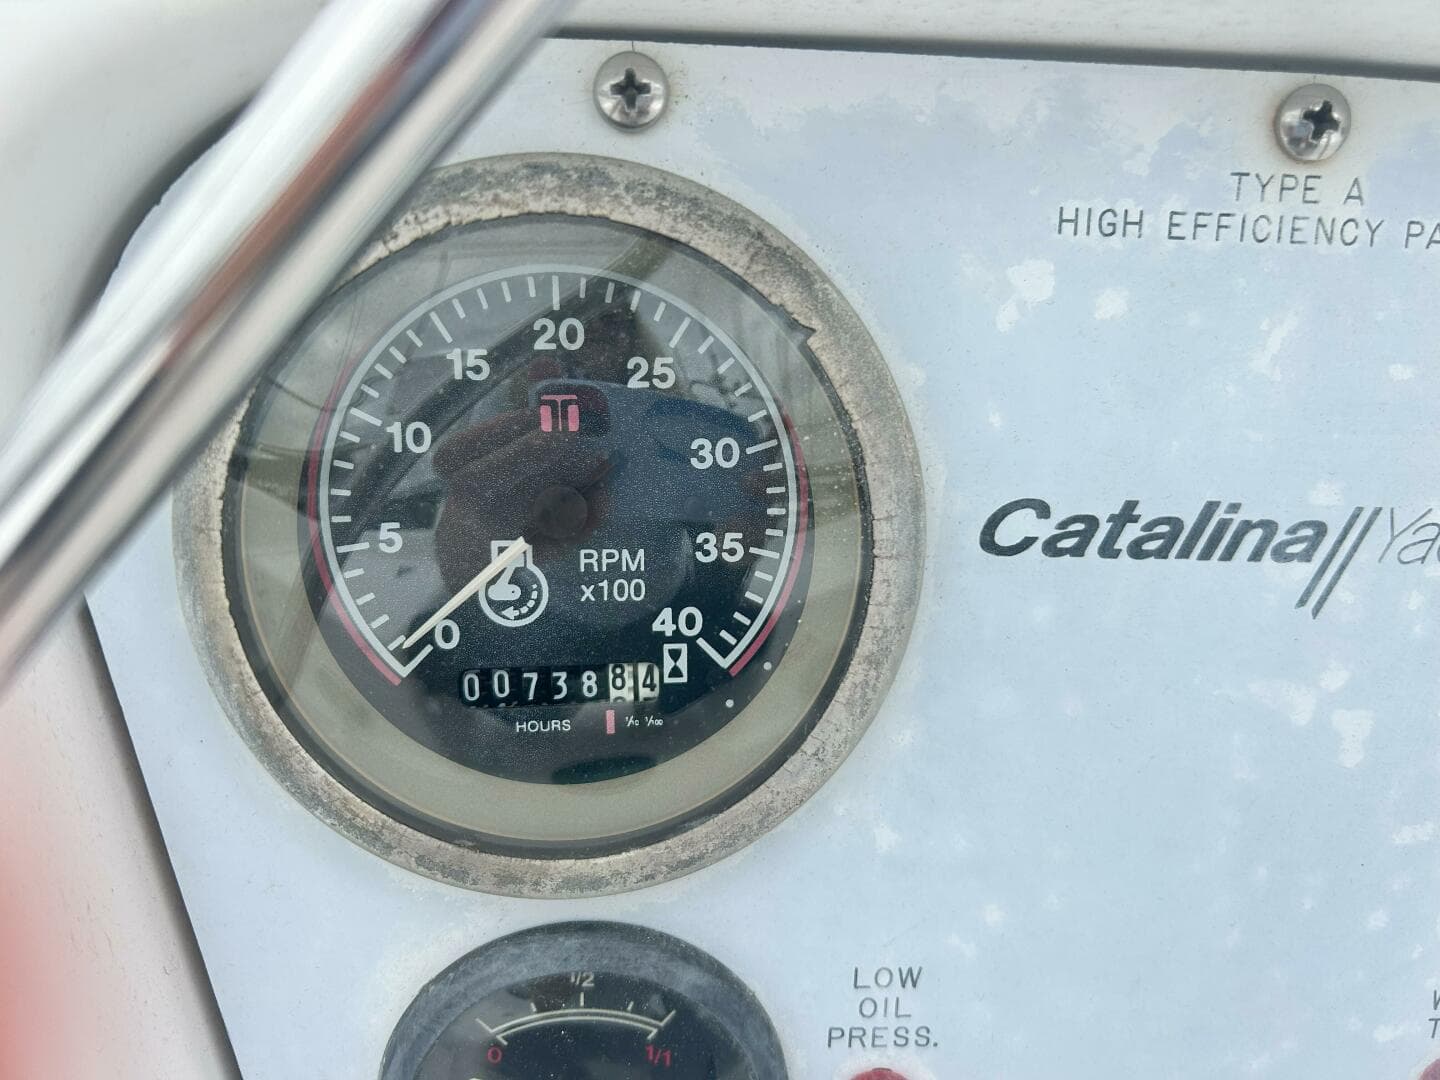 TYPE A
HIGH EFFICIENCY
Catalina
20
15
25
10
30
5
35
RPM
x100
0
40
0073884
HOURS
1/10 1/100
LOW
OIL
PRESS.
1/2
0
1/1